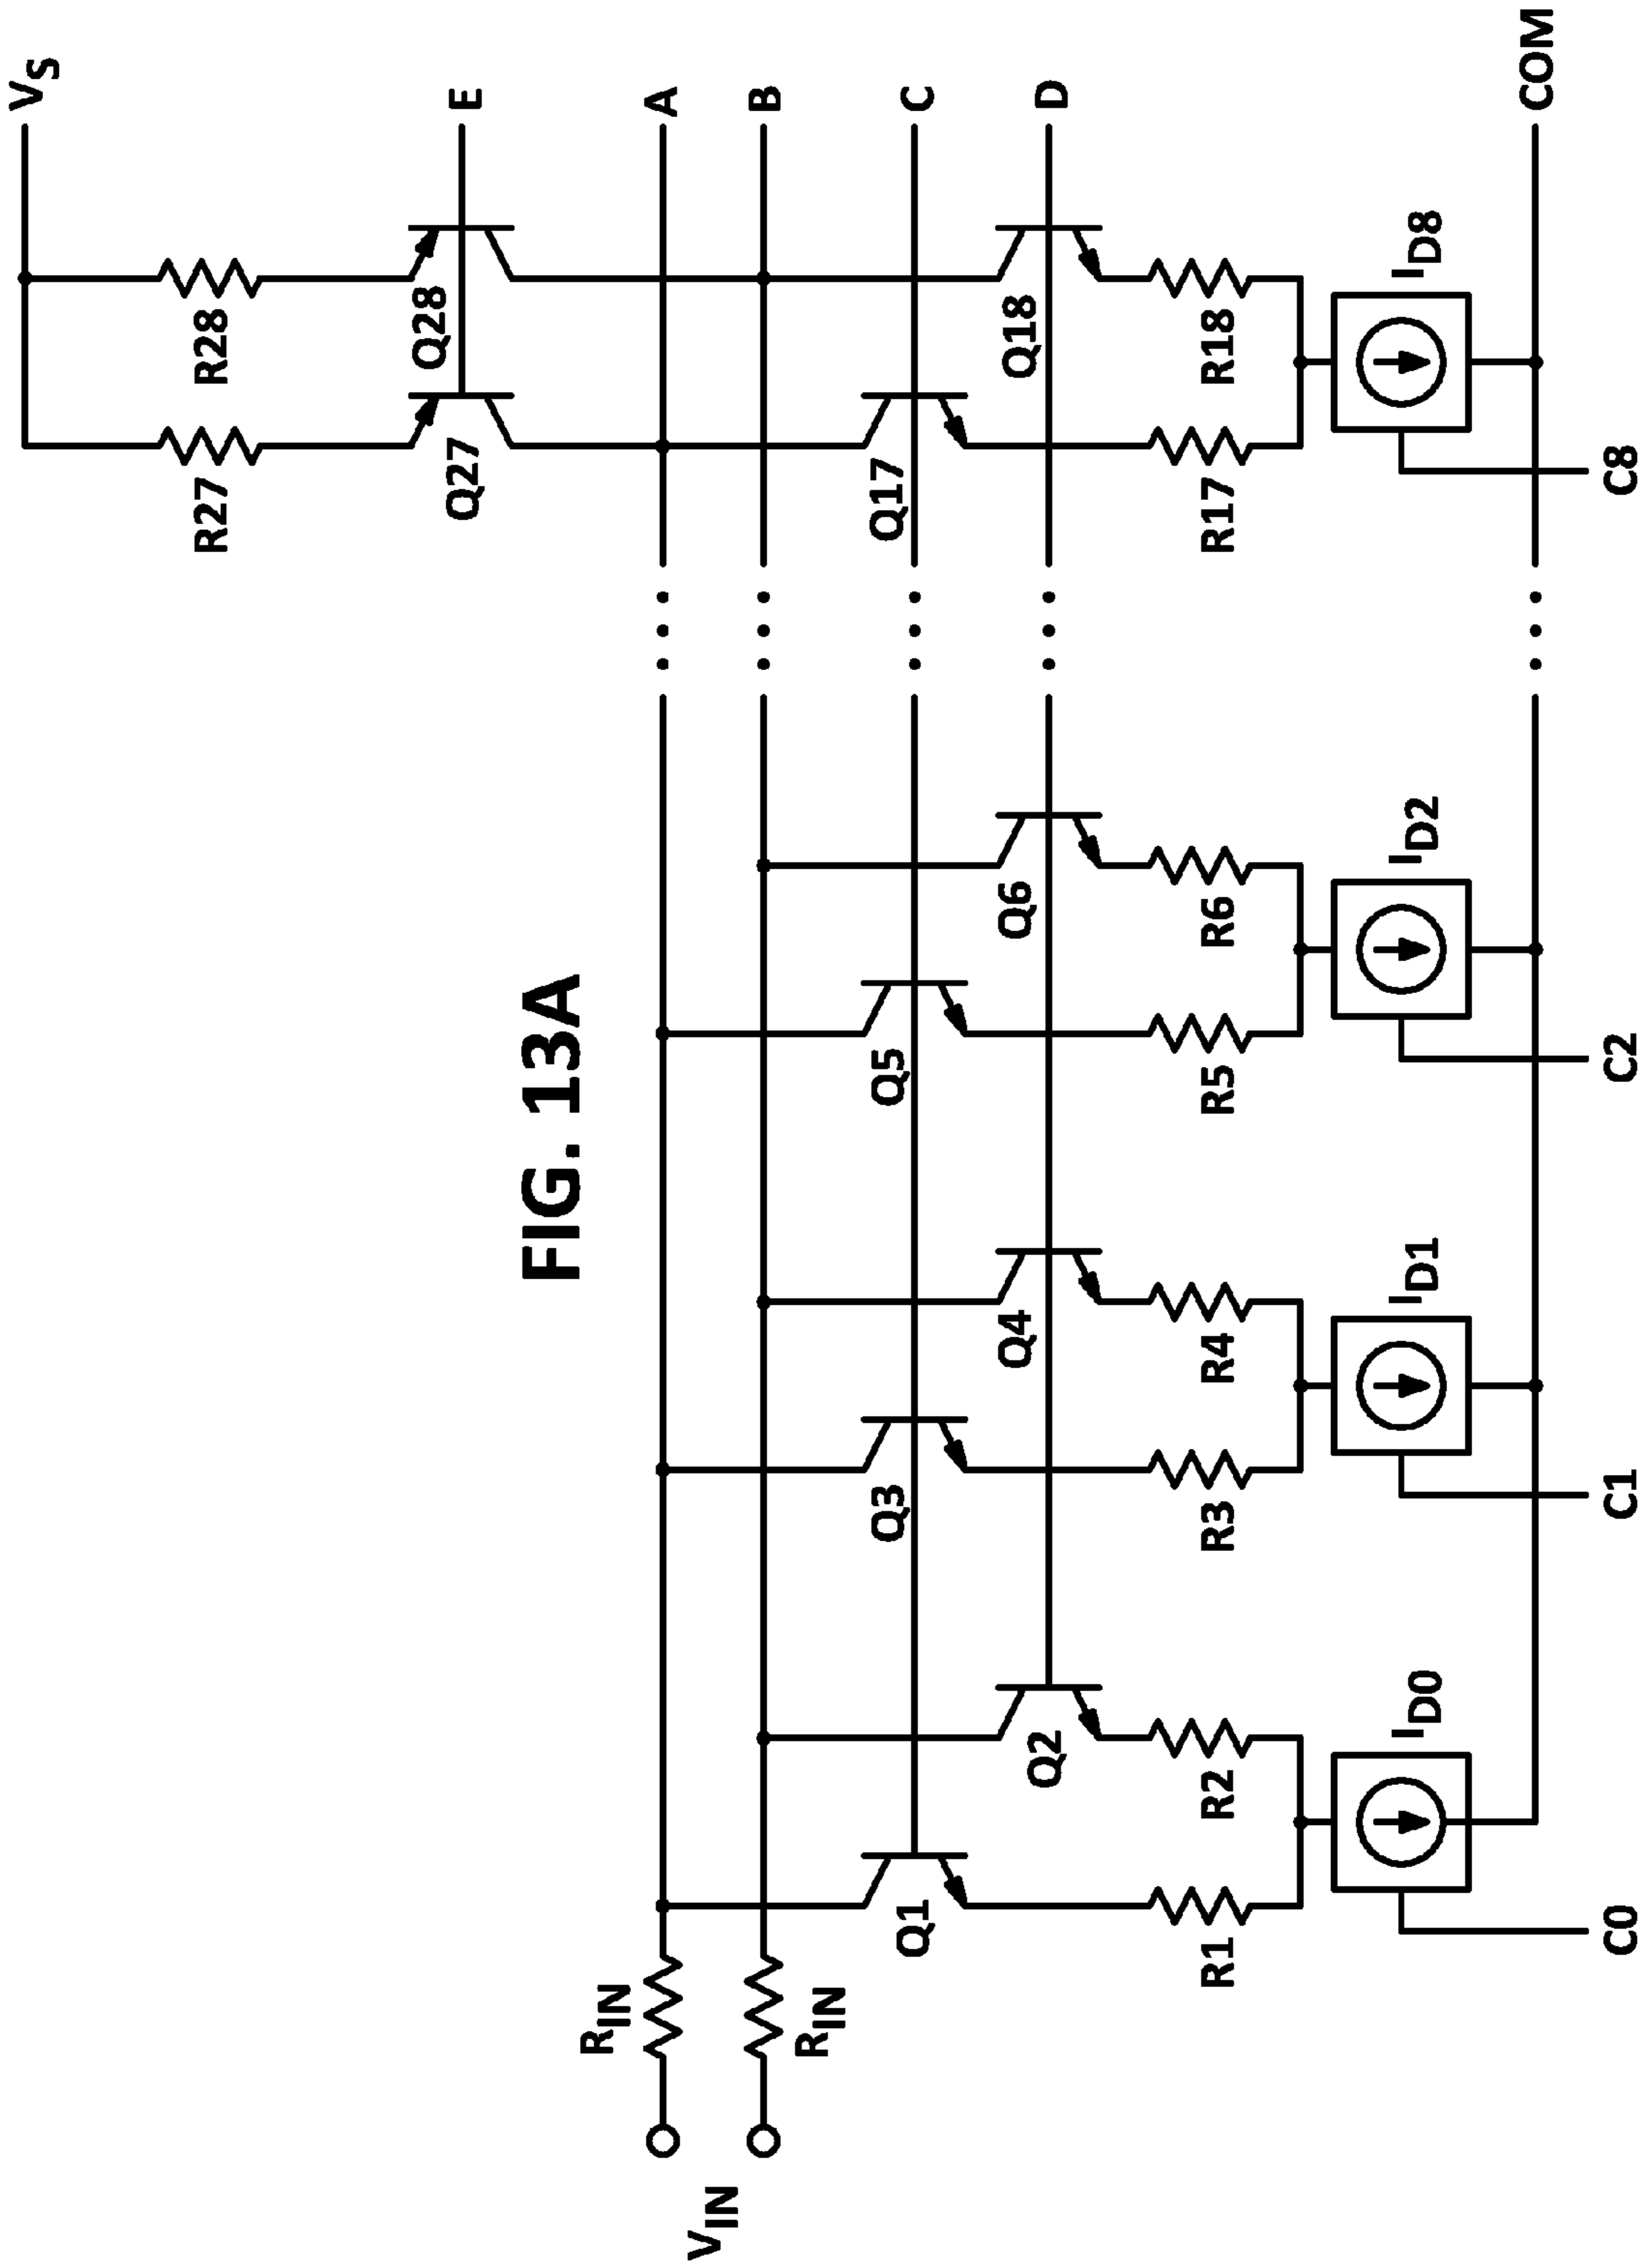 FIG. 13A
VS
R27
R28
Q27
Q28
E
A
B
C
D
RIN
RIN
VIN
Q1
Q2
Q3
Q4
Q5
Q6
Q17
Q18
R1
R2
R3
R4
R5
R6
R17
R18
ID0
ID1
ID2
ID8
COM
C0
C1
C2
C8